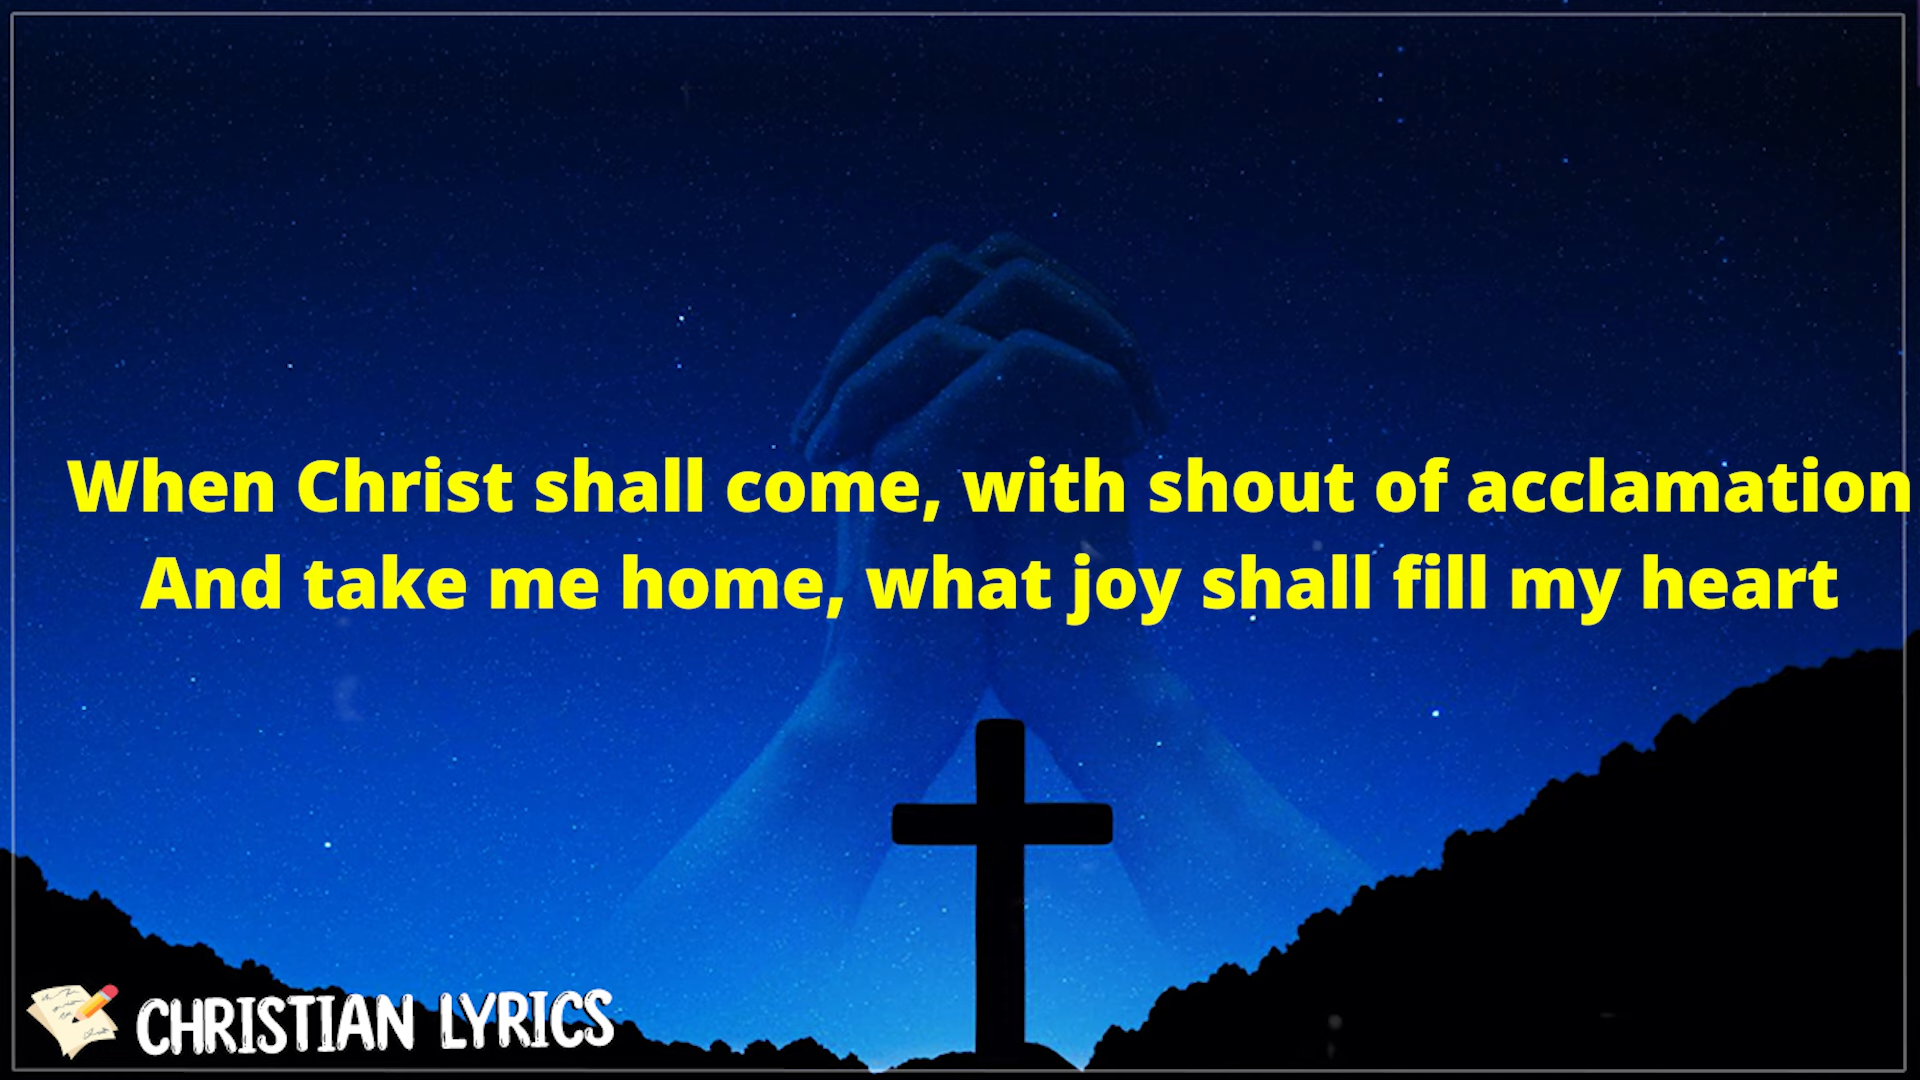 When Christ shall come, with shout of acclamation
And take me home, what joy shall fill my heart
CHRISTIAN LYRICS